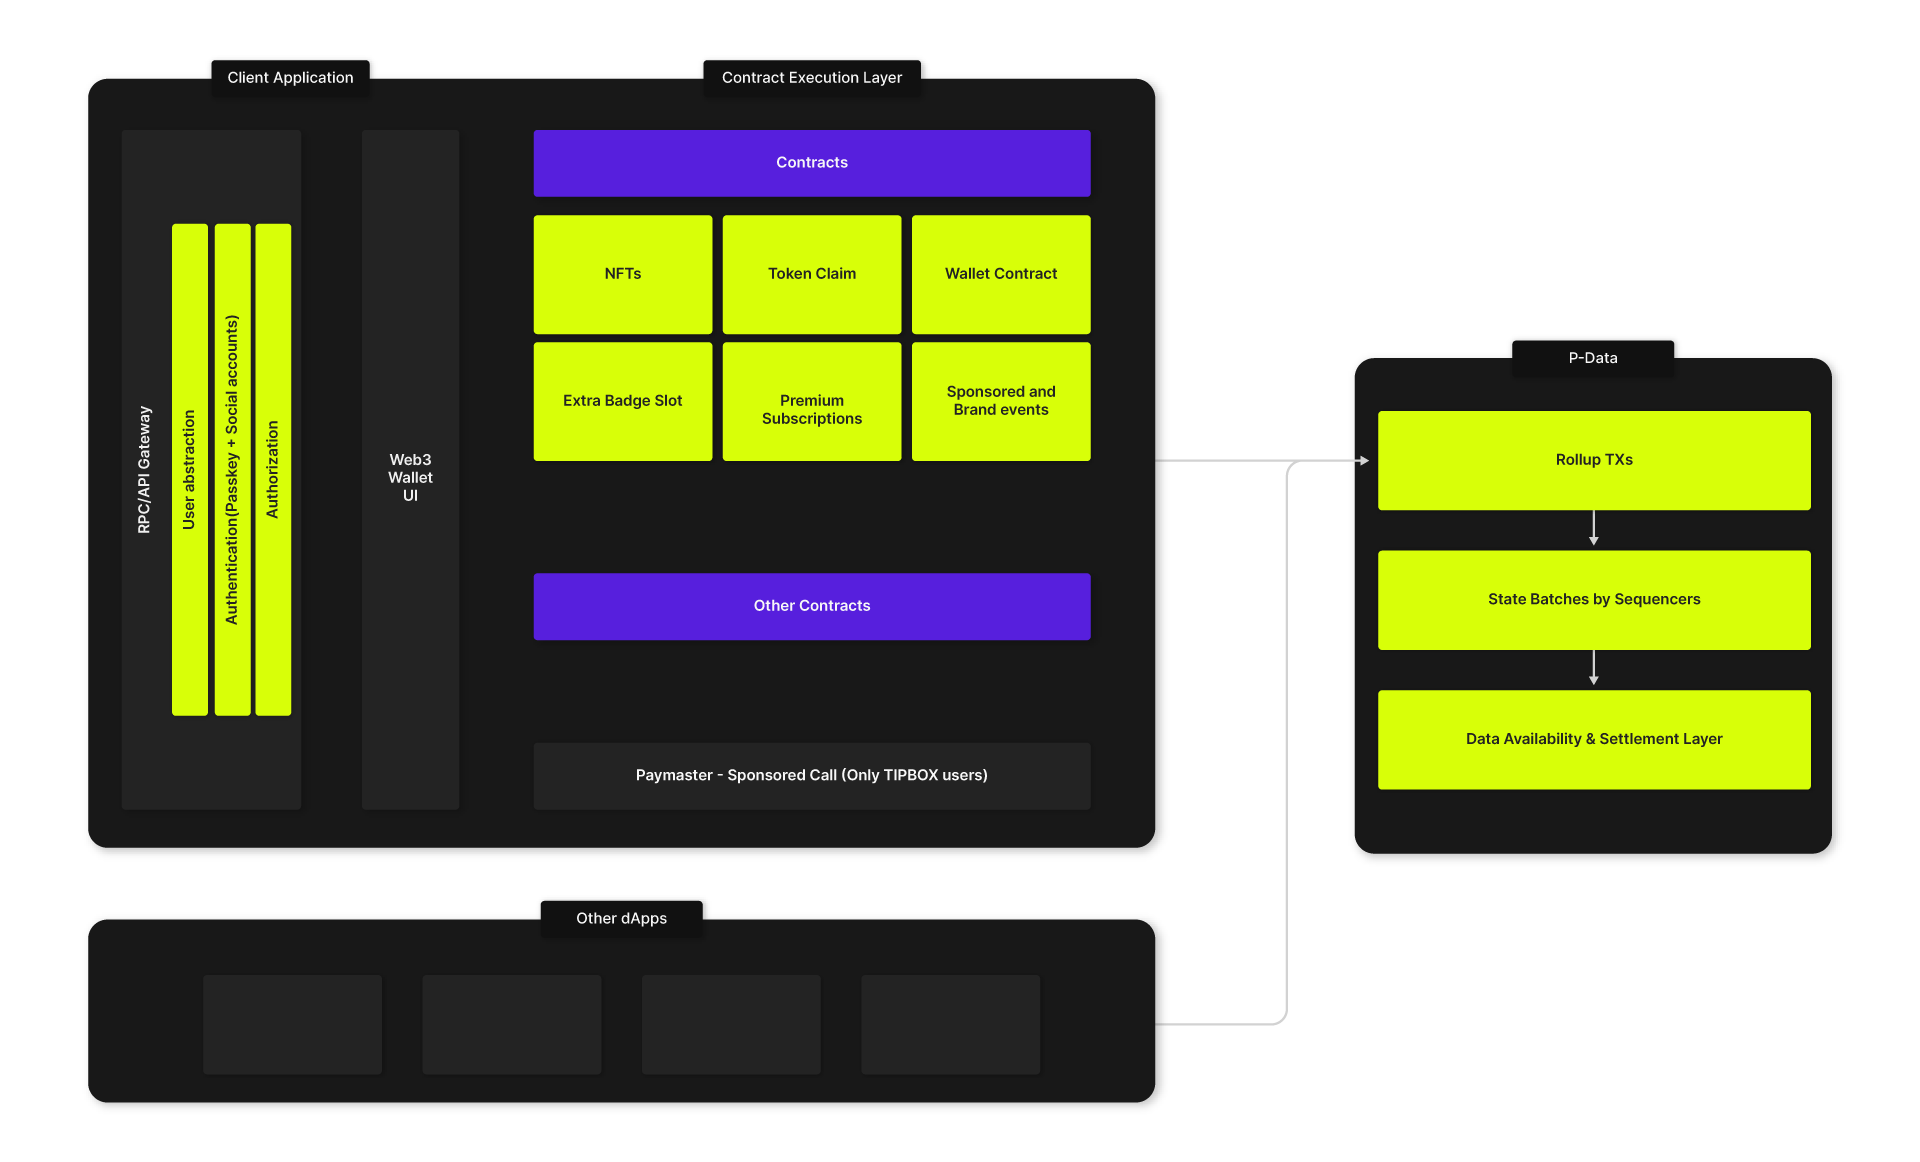 Client Application
Contract Execution Layer
RPC/API Gateway
User abstraction
Authentication(Passkey + Social accounts)
Authorization
Web3
Wallet
UI
Contracts
NFTs
Token Claim
Wallet Contract
Extra Badge Slot
Premium
Subscriptions
Sponsored and
Brand events
Other Contracts
Paymaster - Sponsored Call (Only TIPBOX users)
P-Data
Rollup TXs
State Batches by Sequencers
Data Availability & Settlement Layer
Other dApps